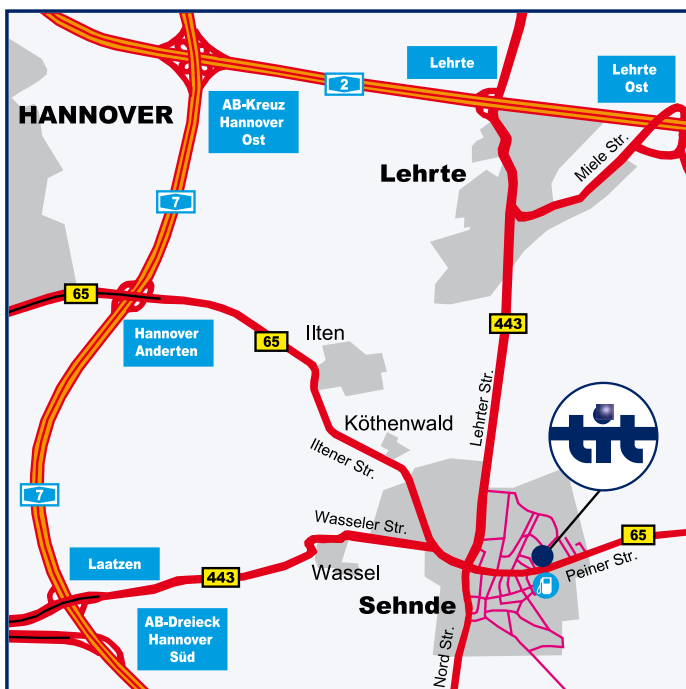 Lehrte
Lehrte
Ost
2
AB-Kreuz
Hannover
Ost
HANNOVER
Miele Str.
Lehrte
7
65
443
Hannover
Anderten
65
Ilten
Lehrter Str.
Köthenwald
Iltener Str.
tit
7
Wasseler Str.
65
Laatzen
443
Wassel
Peiner Str.
Sehnde
AB-Dreieck
Hannover
Süd
Nord Str.